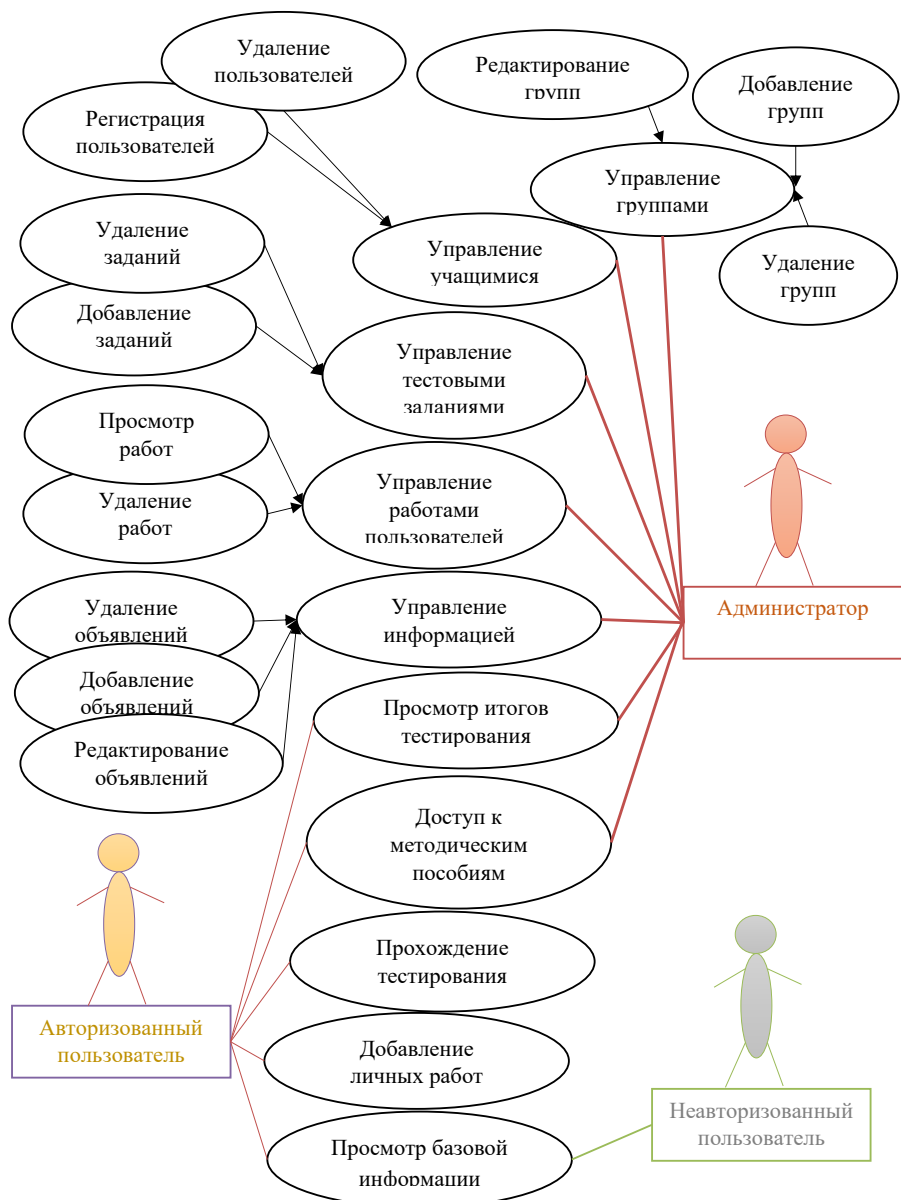 Удаление
пользователей
Редактирование
групп
Добавление
групп
Регистрация
пользователей
Управление
группами
Удаление
заданий
Управление
учащимися
Удаление
групп
Добавление
заданий
Управление
тестовыми
заданиями
Просмотр
работ
Управление
работами
пользователей
Удаление
работ
Удаление
объявлений
Управление
информацией
Администратор
Добавление
объявлений
Просмотр итогов
тестирования
Редактирование
объявлений
Доступ к
методическим
пособиям
Прохождение
тестирования
Авторизованный
пользователь
Добавление
личных работ
Неавторизованный
пользователь
Просмотр базовой
информации